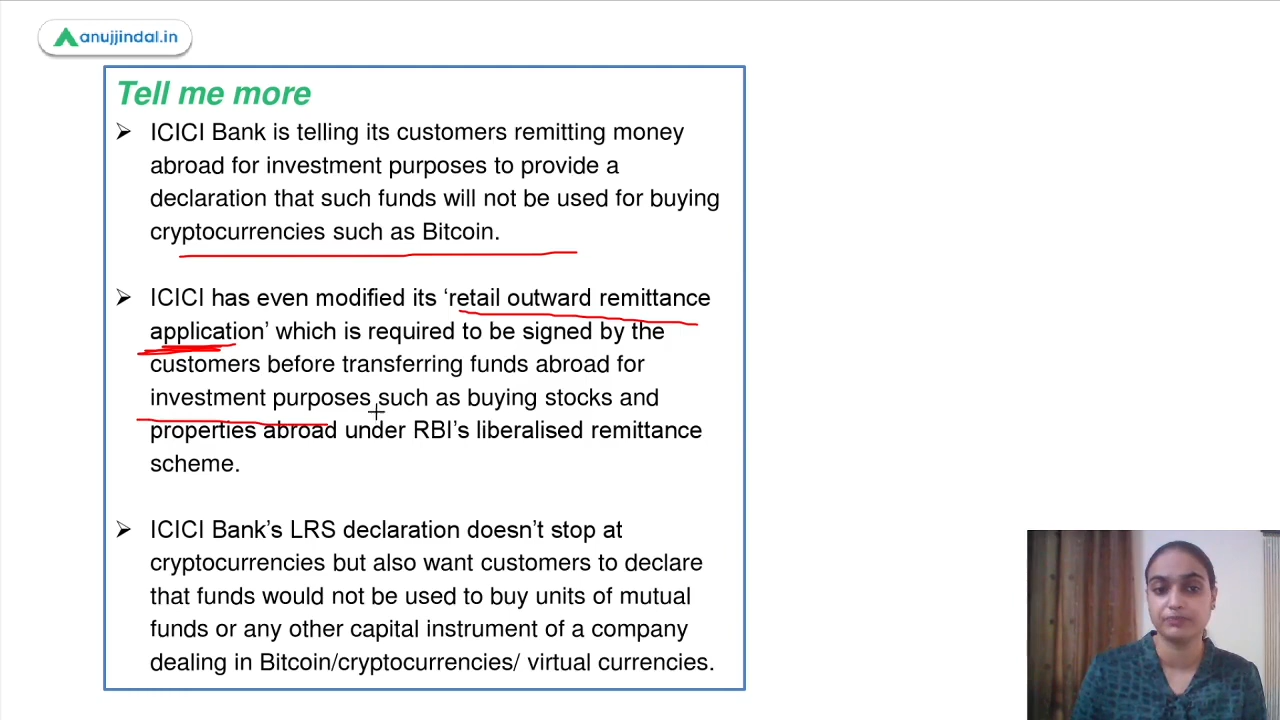 anujjindal.in
Tell me more
➢ ICICI Bank is telling its customers remitting money
abroad for investment purposes to provide a
declaration that such funds will not be used for buying
cryptocurrencies such as Bitcoin.
➢ ICICI has even modified its ‘retail outward remittance
application’ which is required to be signed by the
customers before transferring funds abroad for
investment purposes such as buying stocks and
properties abroad under RBI’s liberalised remittance
scheme.
➢ ICICI Bank’s LRS declaration doesn’t stop at
cryptocurrencies but also want customers to declare
that funds would not be used to buy units of mutual
funds or any other capital instrument of a company
dealing in Bitcoin/cryptocurrencies/ virtual currencies.